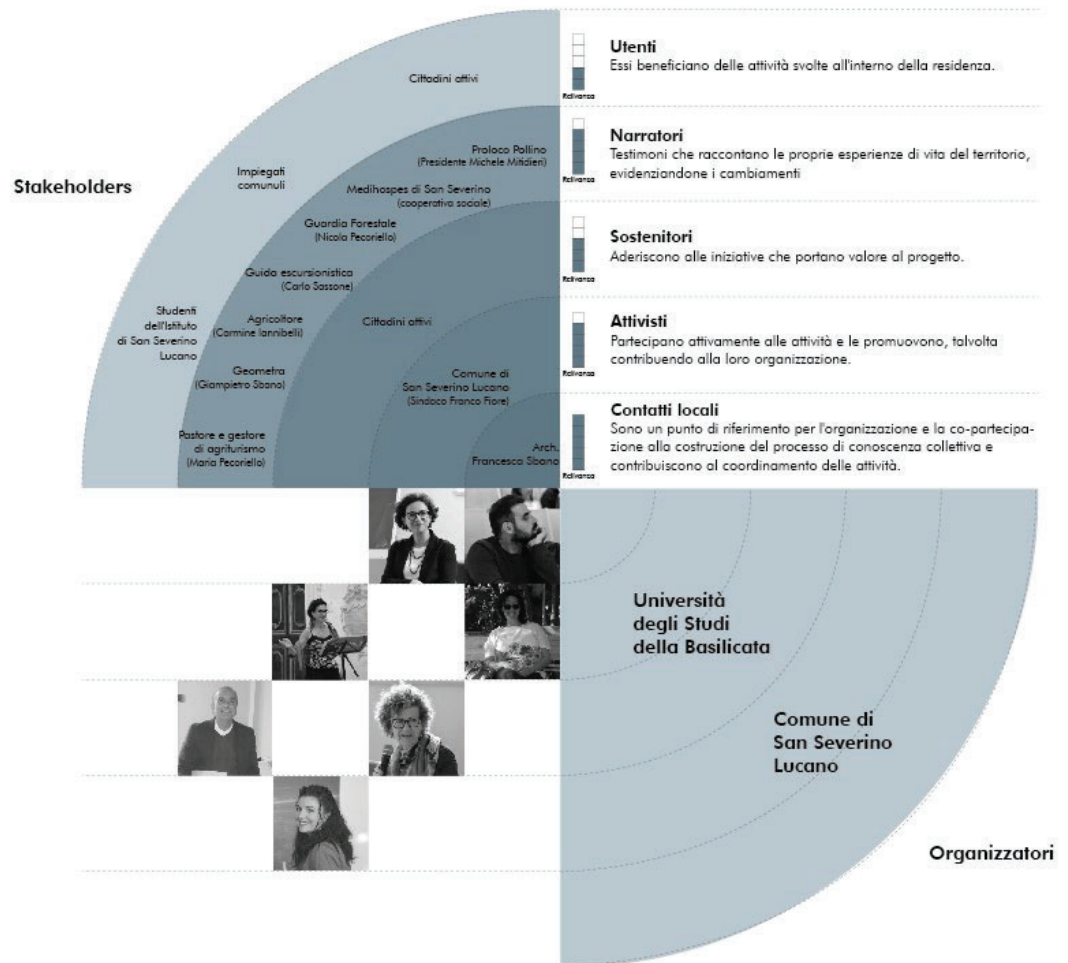 Stakeholders
Cittadini attivi
Impiegati
comunuli
Studenti
dell'Istituto
di San Severino
Lucano
Proloco Pollino
(Presidente Michele Mitidieri)
Medihospes di San Severino
(cooperativa sociale)
Guardia Forestale
(Nicola Pecoriello)
Guida escursionistica
(Carlo Sassone)
Agricoltore
(Carmine Iannibelli)
Geometra
(Giampietro Sbano)
Pastore e gestore
di agriturismo
(Maria Pecoriello)
Cittadini attivi
Comune di
San Severino Lucano
(Sindaco Franco Fiore)
Arch.
Francesca Sbano
Relivanza
Utenti
Essi beneficiano delle attività svolte all'interno della residenza.
Relivanza
Narratori
Testimoni che raccontano le proprie esperienze di vita del territorio,
evidenziandone i cambiamenti
Relivanza
Sostenitori
Aderiscono alle iniziative che portano valore al progetto.
Relivanza
Attivisti
Partecipano attivamente alle attività e le promuovono, talvolta
contribuendo alla loro organizzazione.
Relivanza
Contatti locali
Sono un punto di riferimento per l'organizzazione e la co-partecipa-
zione alla costruzione del processo di conoscenza collettiva e
contribuiscono al coordinamento delle attività.
Università
degli Studi
della Basilicata
Comune di
San Severino
Lucano
Organizzatori